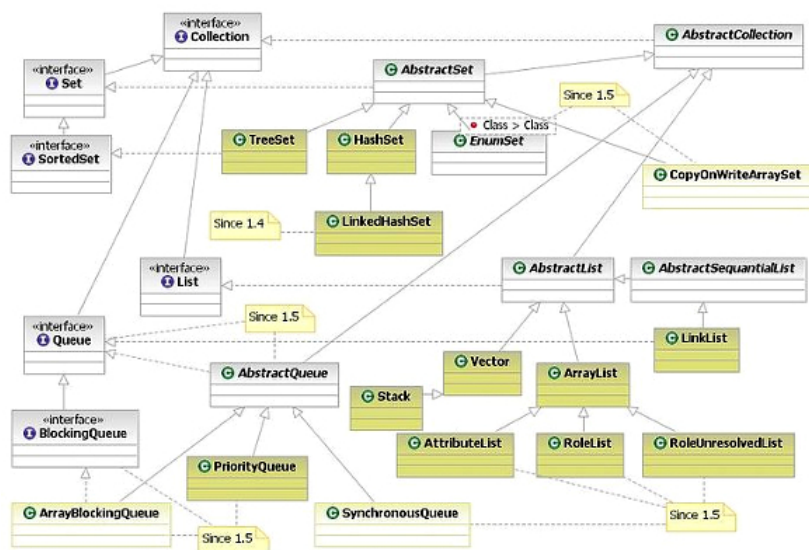 «interface»
Collection
AbstractCollection
«interface»
Set
AbstractSet
Since 1.5
Class > Class
«interface»
SortedSet
TreeSet
HashSet
EnumSet
CopyOnWriteArraySet
Since 1.4
LinkedHashSet
«interface»
List
AbstractList
AbstractSequantialList
«interface»
Queue
Since 1.5
LinkList
AbstractQueue
Vector
ArrayList
Stack
«interface»
BlockingQueue
AttributeList
RoleList
RoleUnresolvedList
PriorityQueue
ArrayBlockingQueue
Since 1.5
SynchronousQueue
Since 1.5